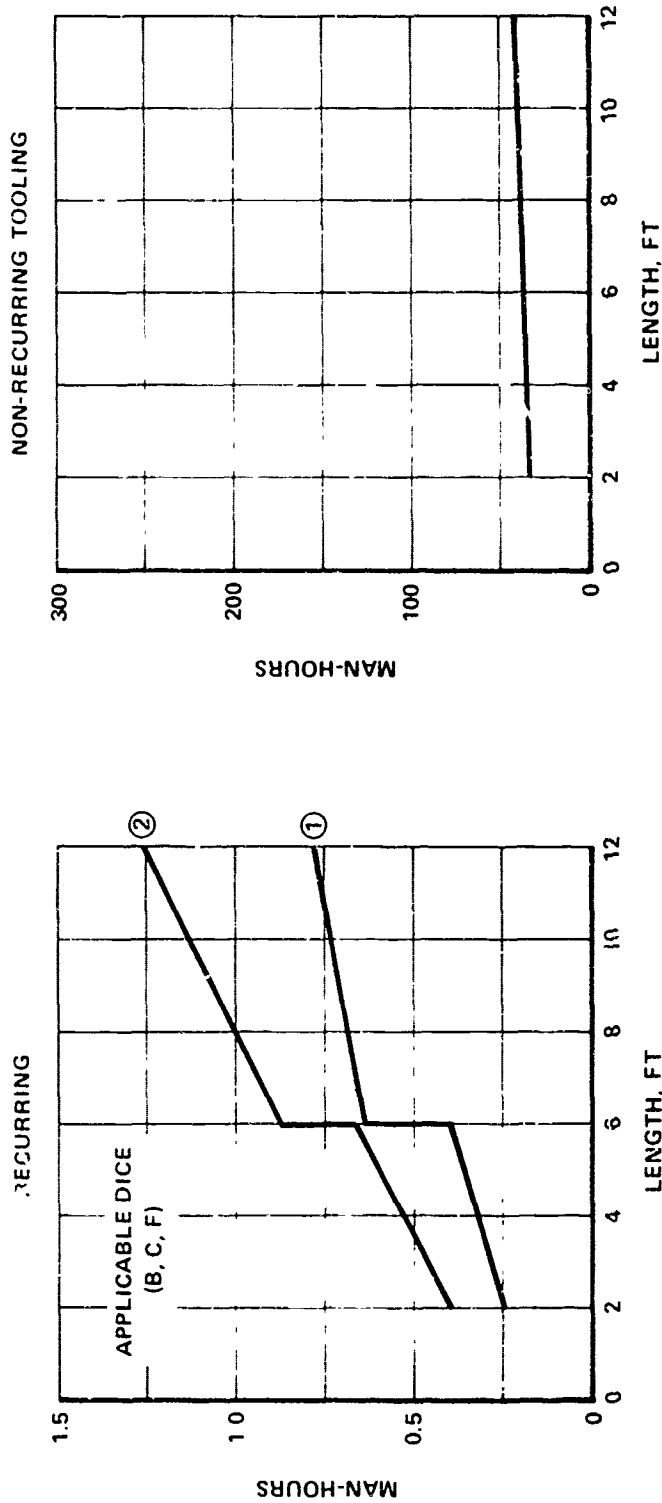 RECURRING
APPLICABLE DICE
(B, C, F)
②
①
1.5
1.0
0.5
0
MAN-HOURS
0 2 4 6 8 10 12
LENGTH, FT
NON-RECURRING TOOLING
300
200
100
0
MAN-HOURS
0 2 4 6 8 10 12
LENGTH, FT